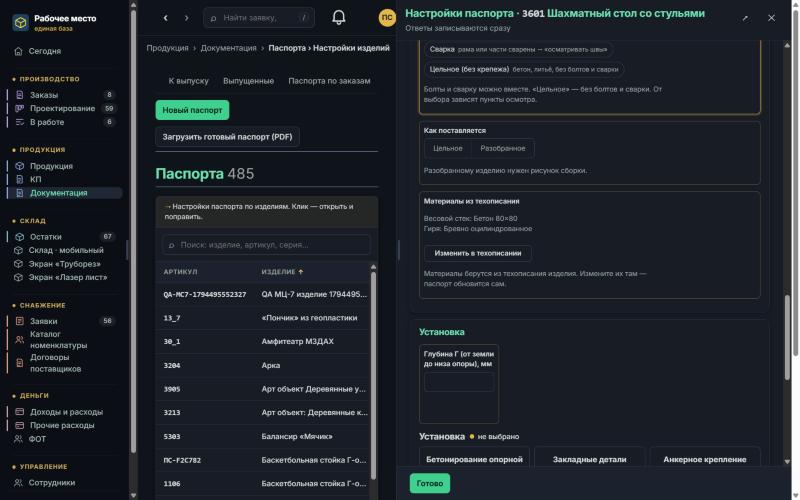 Рабочее место
единая база
Сегодня
ПРОИЗВОДСТВО
Заказы 8
Проектирование 59
В работе 6
ПРОДУКЦИЯ
Продукция
КП
Документация
СКЛАД
Остатки 67
Склад · мобильный
Экран «Труборез»
Экран «Лазер лист»
СНАБЖЕНИЕ
Заявки 56
Каталог
номенклатуры
Договоры
поставщиков
ДЕНЬГИ
Доходы и расходы
Прочие расходы
ФОТ
УПРАВЛЕНИЕ
Сотрудники
‹ › Найти заявку, / ПС
Продукция › Документация › Паспорта › Настройки изделий
К выпуску Выпущенные Паспорта по заказам
Новый паспорт
Загрузить готовый паспорт (PDF)
Паспорта 485
→ Настройки паспорта по изделиям. Клик — открыть и
поправить.
Поиск: изделие, артикул, серия…
АРТИКУЛ ИЗДЕЛИЕ ↑
QA-МС7-1794495552327 QA МЦ-7 изделие 1794495…
13_7 «Пончик» из геопластики
30_1 Амфитеатр МЗДАХ
3204 Арка
3905 Арт объект Деревянные у…
3213 Арт объект: Деревянные к…
5303 Балансир «Мячик»
ПС-F2C782 Баскетбольная стойка Г-о…
1106 Баскетбольная стойка Г-о…
Настройки паспорта · 3601 Шахматный стол со стульями
Ответы записываются сразу
Сварка рама или части сварены — «осматривать швы»
Цельное (без крепежа) бетон, литьё, без болтов и сварки
Болты и сварку можно вместе. «Цельное» — без болтов и сварки. От
выбора зависят пункты осмотра.
Как поставляется
Цельное Разобранное
Разобранному изделию нужен рисунок сборки.
Материалы из техописания
Весовой стек: Бетон 80×80
Гиря: Бревно оцилиндрованное
Изменить в техописании
Материалы берутся из техописания изделия. Измените их там —
паспорт обновится сам.
Установка
Глубина Г (от земли
до низа опоры), мм
Установка не выбрано
Бетонирование опорной Закладные детали Анкерное крепление
Готово